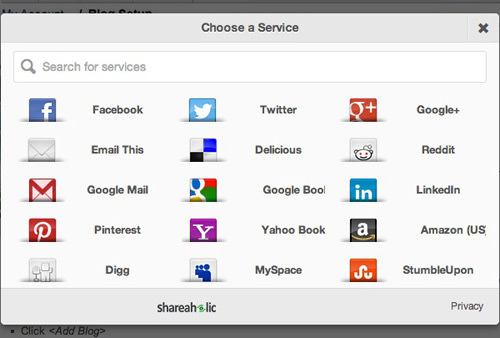 My Account / Blog Setup
Choose a Service
Search for services
Facebook Twitter Google+
Email This Delicious Reddit
Google Mail Google Bool LinkedIn
Pinterest Yahoo Book Amazon (US
Digg MySpace StumbleUpon
shareaholic Privacy
Click <Add Blog>